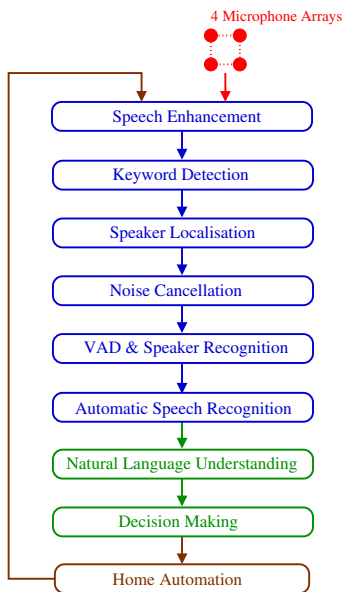 4 Microphone Arrays
Speech Enhancement
Keyword Detection
Speaker Localisation
Noise Cancellation
VAD & Speaker Recognition
Automatic Speech Recognition
Natural Language Understanding
Decision Making
Home Automation